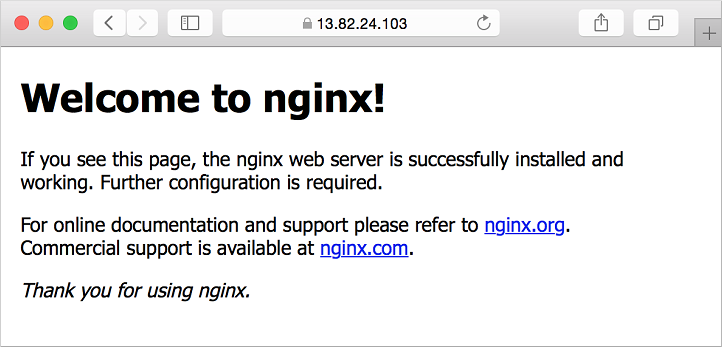 13.82.24.103
Welcome to nginx!
If you see this page, the nginx web server is successfully installed and
working. Further configuration is required.
For online documentation and support please refer to nginx.org.
Commercial support is available at nginx.com.
Thank you for using nginx.